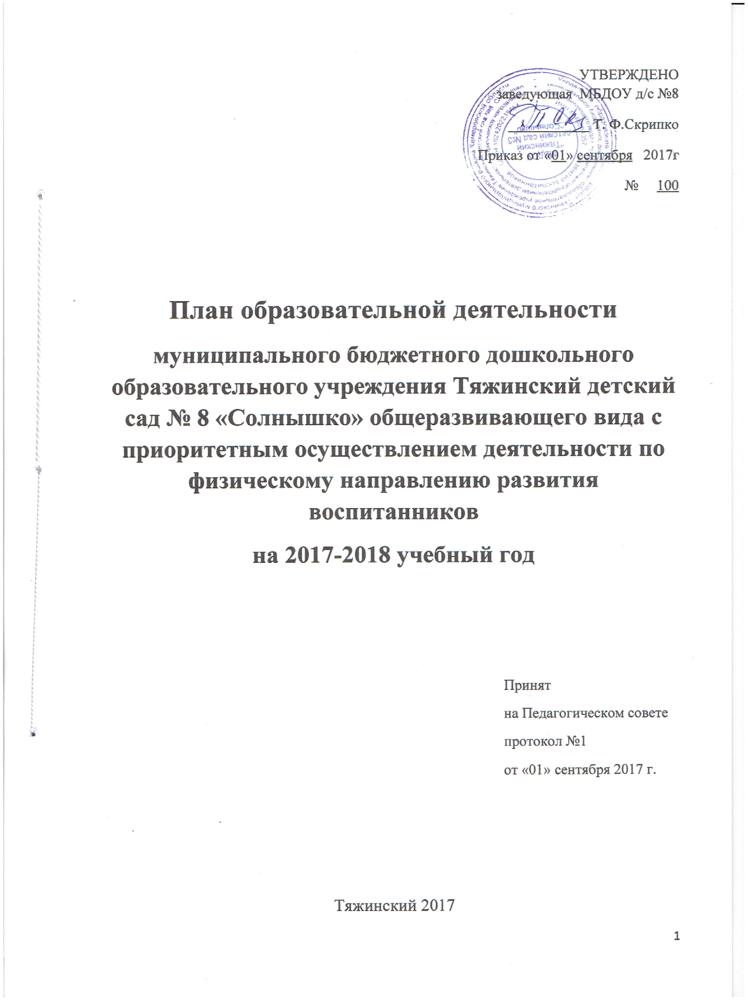 УТВЕРЖДЕНО
заведующая МБДОУ д/с №8
Т. Ф.Скрипко
Приказ от «01» сентября 2017г
№ 100
План образовательной деятельности
муниципального бюджетного дошкольного
образовательного учреждения Тяжинский детский
сад № 8 «Солнышко» общеразвивающего вида с
приоритетным осуществлением деятельности по
физическому направлению развития
воспитанников
на 2017-2018 учебный год
Принят
на Педагогическом совете
протокол №1
от «01» сентября 2017 г.
Тяжинский 2017
1